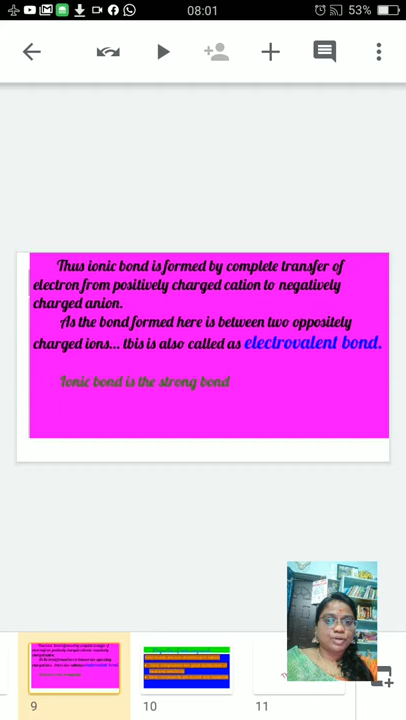 08:01
53%
Thus ionic bond is formed by complete transfer of
electron from positively charged cation to negatively
charged anion.
As the bond formed here is between two oppositely
charged ions... this is also called as electrovalent bond.
Ionic bond is the strong bond
9
10
11